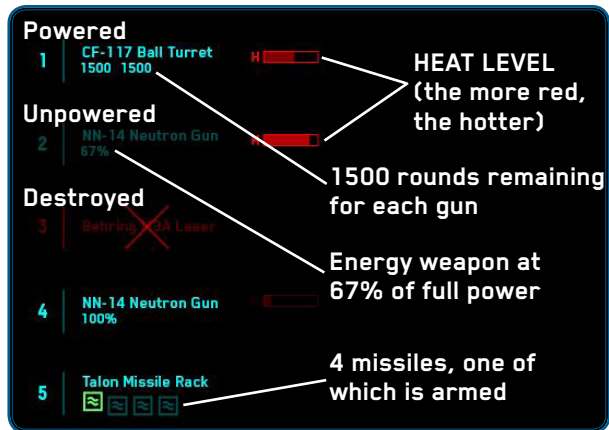 Powered
1
CF-117 Ball Turret
1500 1500
H
HEAT LEVEL
(the more red,
the hotter)
Unpowered
2
NN-14 Neutron Gun
67%
H
1500 rounds remaining
for each gun
Destroyed
3
Behring Laser
Energy weapon at
67% of full power
4
NN-14 Neutron Gun
100%
H
5
Talon Missile Rack
4 missiles, one of
which is armed